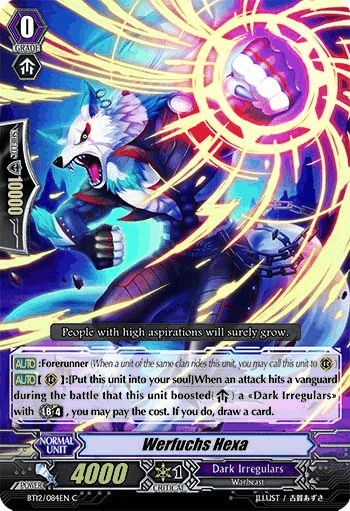 0
GRADE
SHIELD 10000
People with high aspirations will surely grow.
AUTO :Forerunner (When a unit of the same clan rides this unit, you may call this unit to
AUTO [ ]:[Put this unit into your soul]When an attack hits a vanguard
during the battle that this unit boosted( ) a «Dark Irregulars»
with LB 4 , you may pay the cost. If you do, draw a card.
NORMAL
UNIT
Werfuchs Hexa
POWER
4000
1
CRITICAL
Dark Irregulars
Warbeast
BT12/084EN C
ILLUST / 古賀あずさ